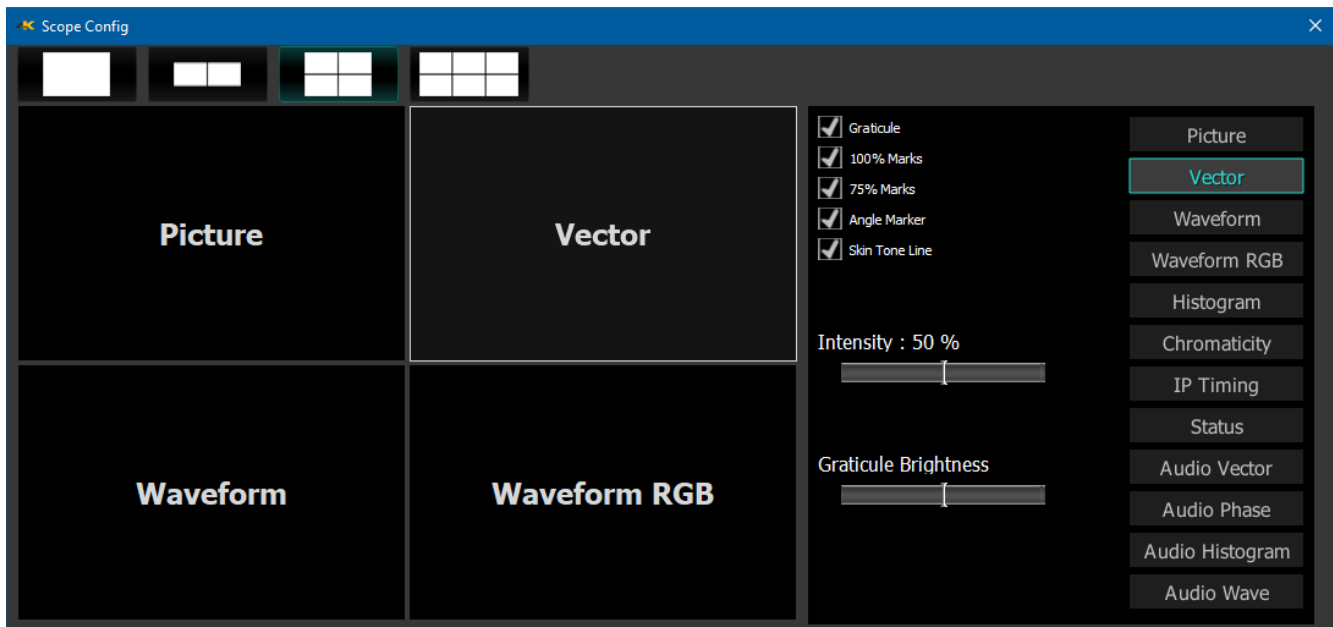 Scope Config
Picture
Vector
Waveform
Waveform RGB
Graticule
100% Marks
75% Marks
Angle Marker
Skin Tone Line
Intensity : 50 %
Graticule Brightness
Picture
Vector
Waveform
Waveform RGB
Histogram
Chromaticity
IP Timing
Status
Audio Vector
Audio Phase
Audio Histogram
Audio Wave